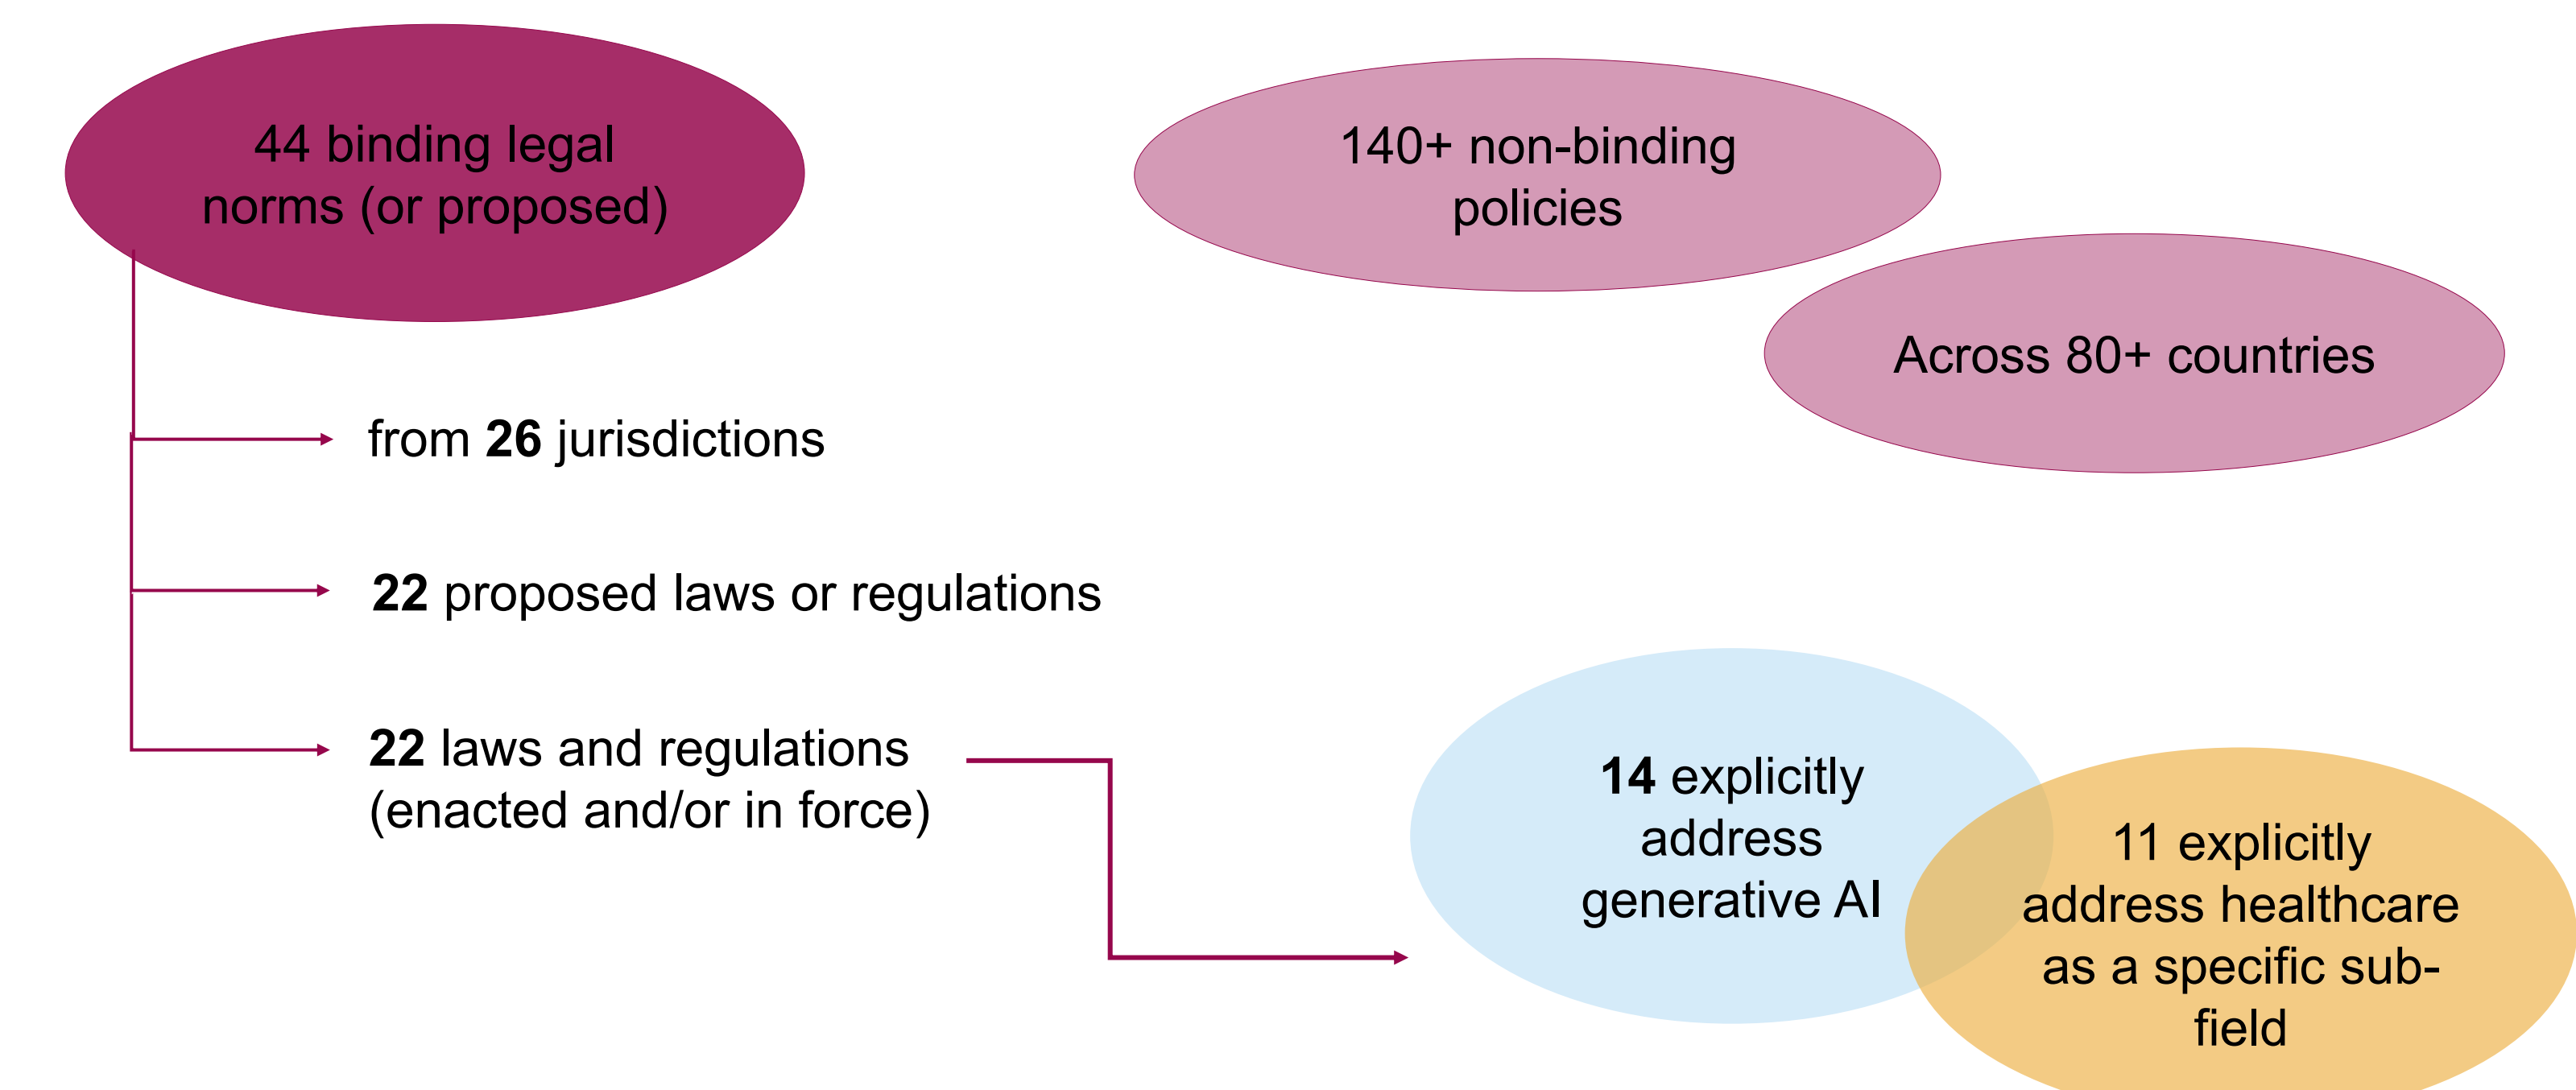 44 binding legal
norms (or proposed)
140+ non-binding
policies
Across 80+ countries
from 26 jurisdictions
22 proposed laws or regulations
22 laws and regulations
(enacted and/or in force)
14 explicitly
address
generative AI
11 explicitly
address healthcare
as a specific sub-
field